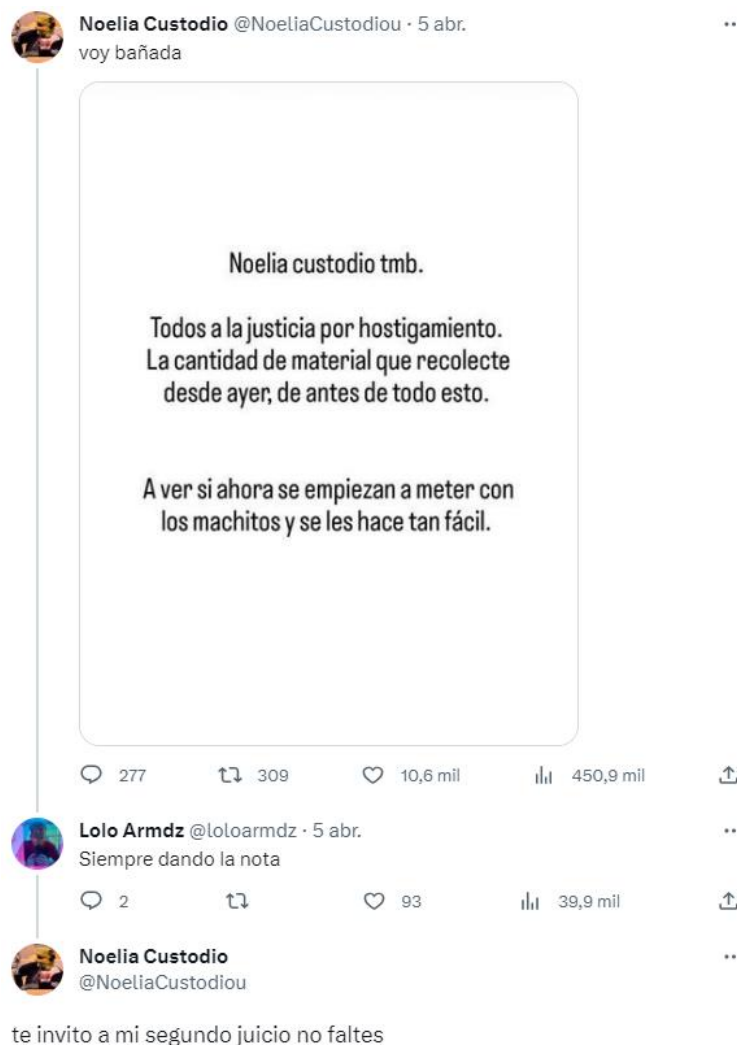 Noelia Custodio @NoeliaCustodiou · 5 abr.
voy bañada
Noelia custodio tmb.
Todos a la justicia por hostigamiento.
La cantidad de material que recolecte
desde ayer, de antes de todo esto.
A ver si ahora se empiezan a meter con
los machitos y se les hace tan fácil.
277 309 10,6 mil 450,9 mil
Lolo Armdz @loloarmdz · 5 abr.
Siempre dando la nota
2 93 39,9 mil
Noelia Custodio
@NoeliaCustodiou
te invito a mi segundo juicio no faltes